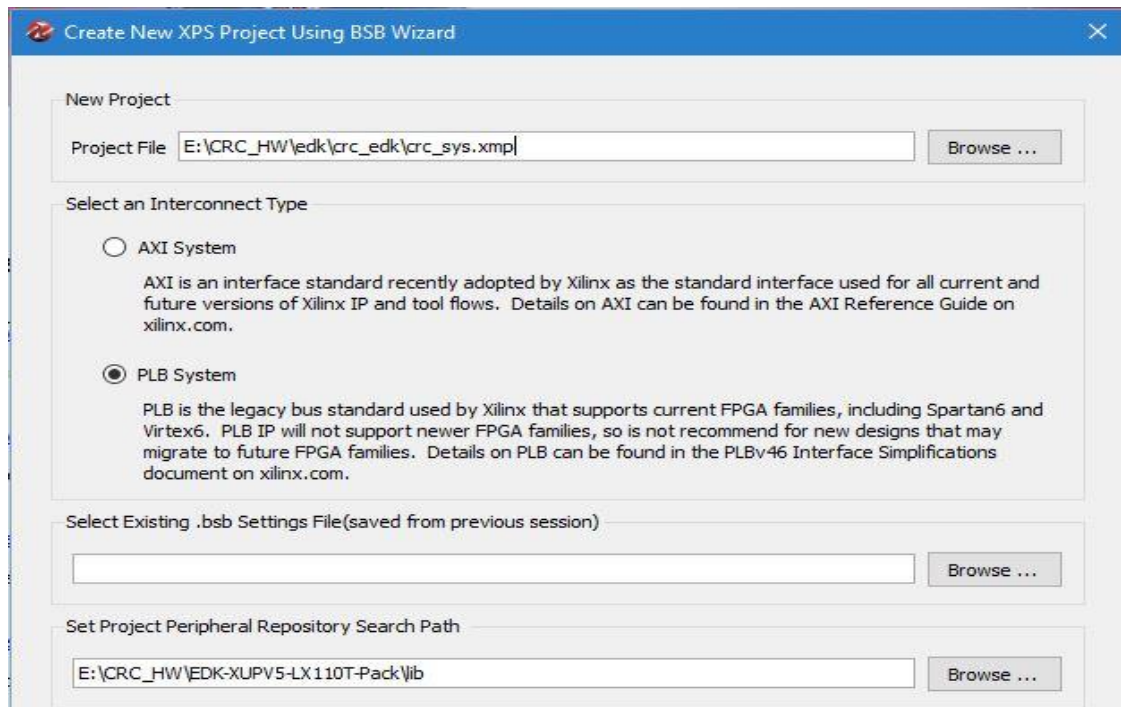 Create New XPS Project Using BSB Wizard
New Project
Project File E:\CRC_HW\edk\crc_edk\crc_sys.xmp Browse ...
Select an Interconnect Type
AXI System
AXI is an interface standard recently adopted by Xilinx as the standard interface used for all current and
future versions of Xilinx IP and tool flows. Details on AXI can be found in the AXI Reference Guide on
xilinx.com.
PLB System
PLB is the legacy bus standard used by Xilinx that supports current FPGA families, including Spartan6 and
Virtex6. PLB IP will not support newer FPGA families, so is not recommend for new designs that may
migrate to future FPGA families. Details on PLB can be found in the PLBv46 Interface Simplifications
document on xilinx.com.
Select Existing .bsb Settings File(saved from previous session)
Browse ...
Set Project Peripheral Repository Search Path
E:\CRC_HW\EDK-XUPV5-LX110T-Pack\lib Browse ...